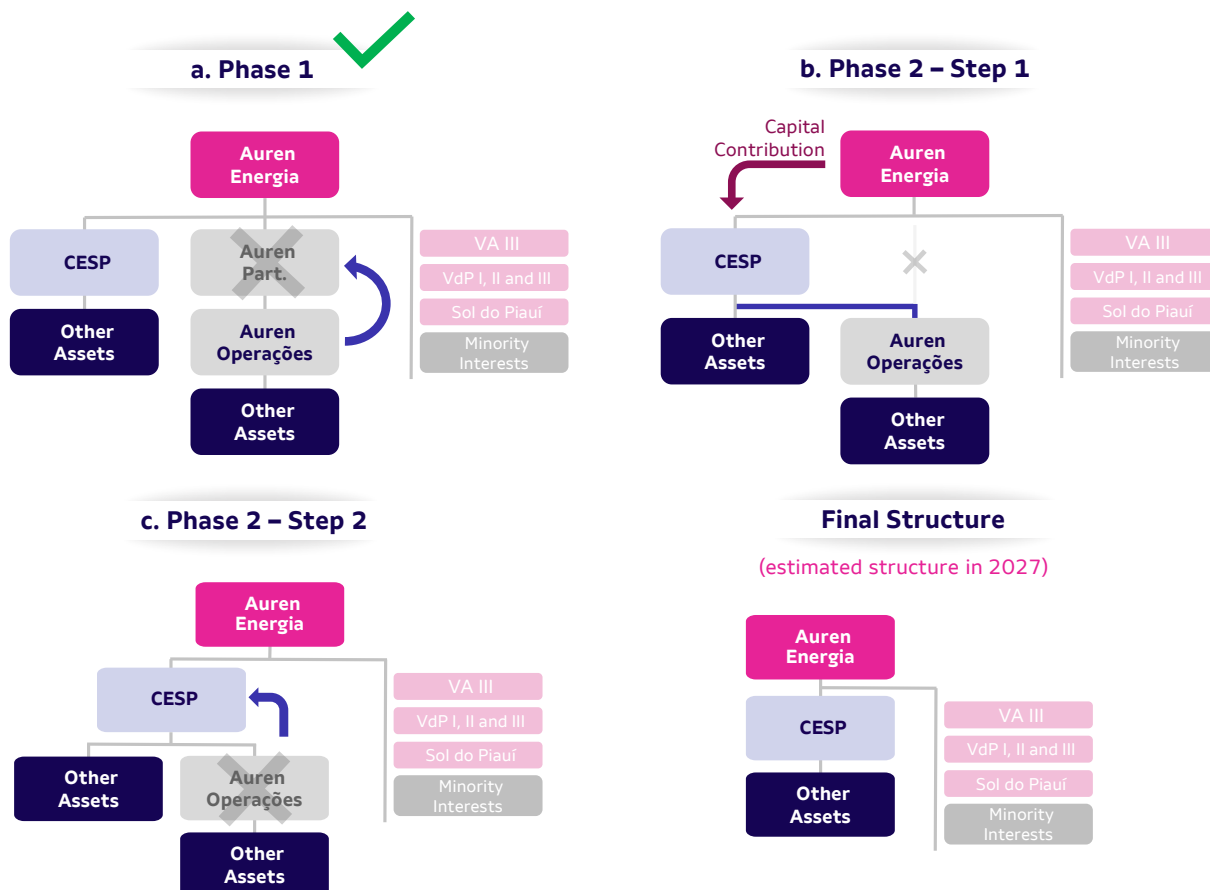 a. Phase 1
Auren
Energia
CESP
Auren
Part.
Other
Assets
Auren
Operações
Other
Assets
VA III
VdP I, II and III
Sol do Piauí
Minority
Interests
b. Phase 2 – Step 1
Capital
Contribution
Auren
Energia
CESP
Other
Assets
Auren
Operações
Other
Assets
VA III
VdP I, II and III
Sol do Piauí
Minority
Interests
c. Phase 2 – Step 2
Auren
Energia
CESP
Other
Assets
Auren
Operações
Other
Assets
VA III
VdP I, II and III
Sol do Piauí
Minority
Interests
Final Structure
(estimated structure in 2027)
Auren
Energia
CESP
Other
Assets
VA III
VdP I, II and III
Sol do Piauí
Minority
Interests